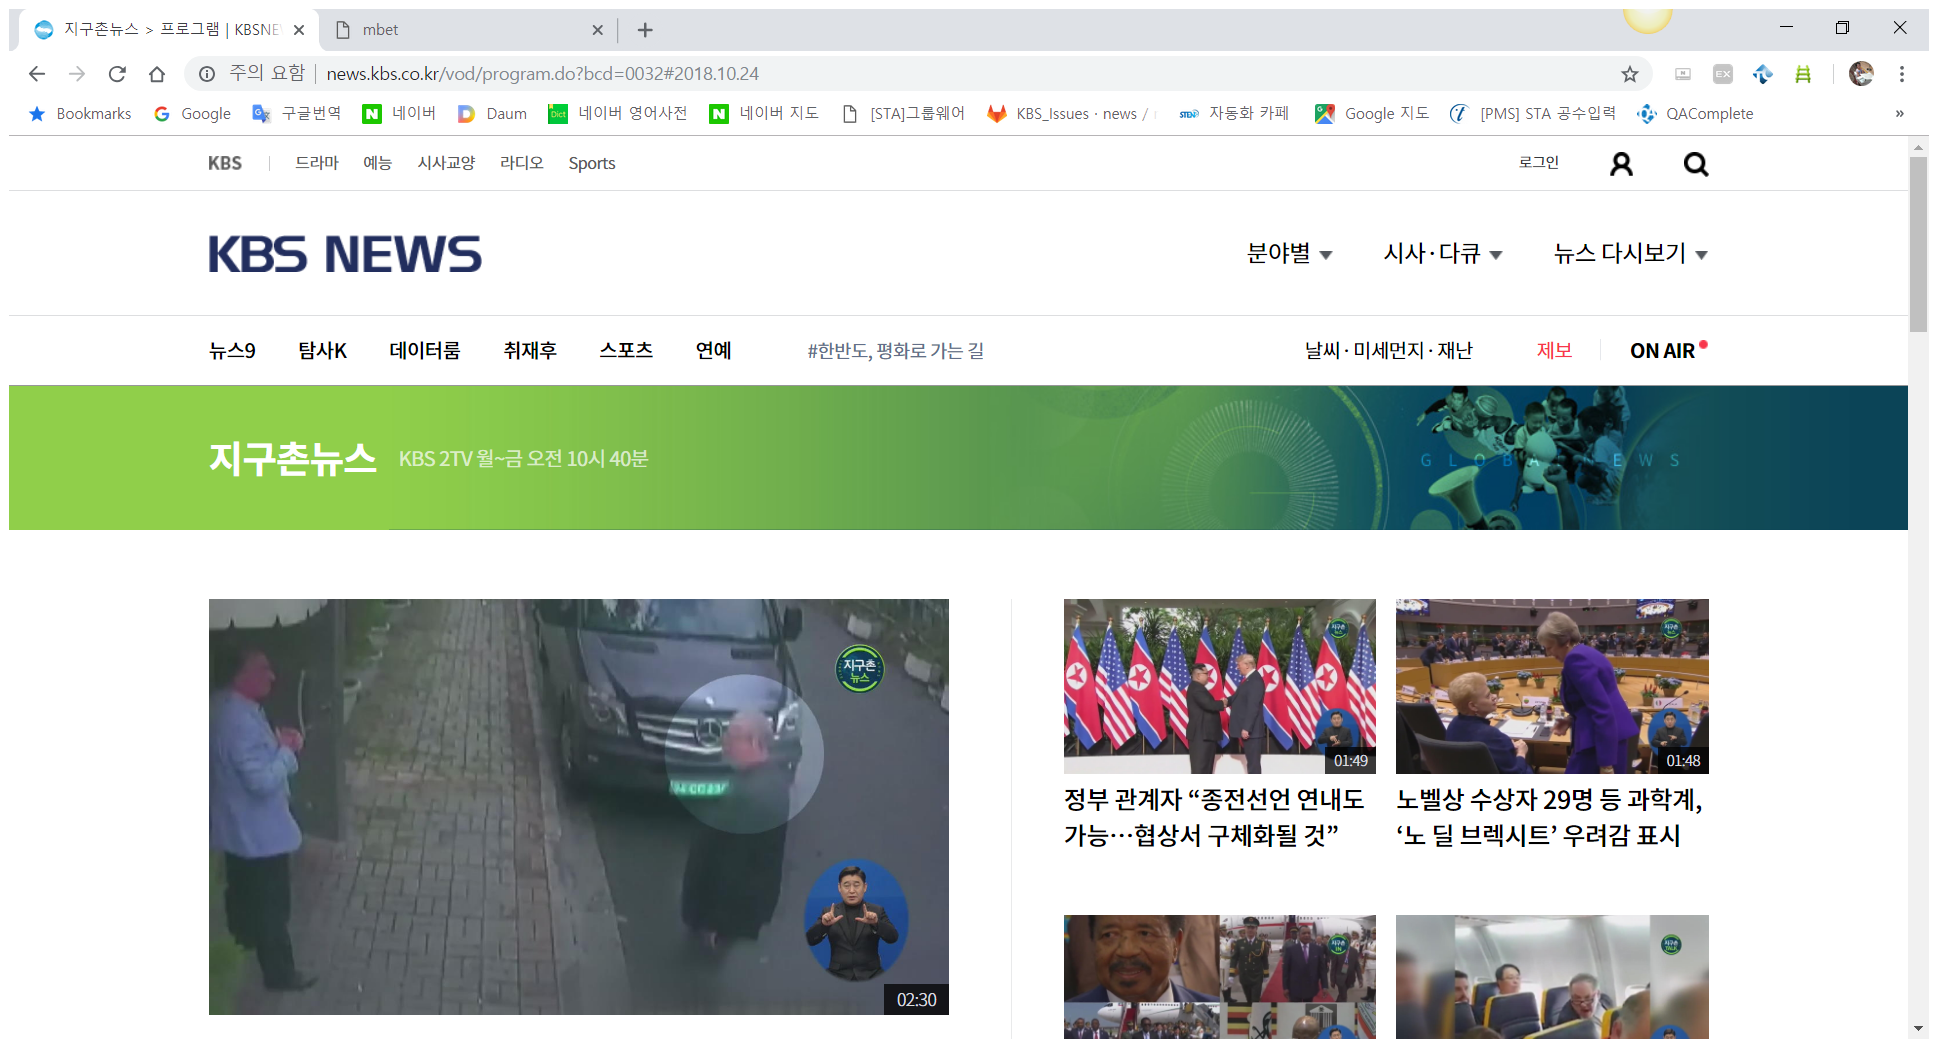 지구촌뉴스 > 프로그램 | KBSNE
mbet
주의 요함 | news.kbs.co.kr/vod/program.do?bcd=0032#2018.10.24
EX
Bookmarks Google 구글번역 네이버 Daum 네이버 영어사전 네이버 지도 [STA]그룹웨어 KBS_Issues · news / 자동화 카페 Google 지도 [PMS] STA 공수입력 QAComplete »
KBS 드라마 예능 시사교양 라디오 Sports 로그인
KBS NEWS 분야별 시사·다큐 뉴스 다시보기
뉴스9 탐사K 데이터룸 취재후 스포츠 연예 #한반도, 평화로 가는 길 날씨·미세먼지·재난 제보 ON AIR
지구촌뉴스 KBS 2TV 월~금 오전 10시 40분
GLOBAL NEWS
지구촌
뉴스
02:30
01:49
정부 관계자 “종전선언 연내도
가능…협상서 구체화될 것”
01:48
노벨상 수상자 29명 등 과학계,
‘노 딜 브렉시트’ 우려감 표시